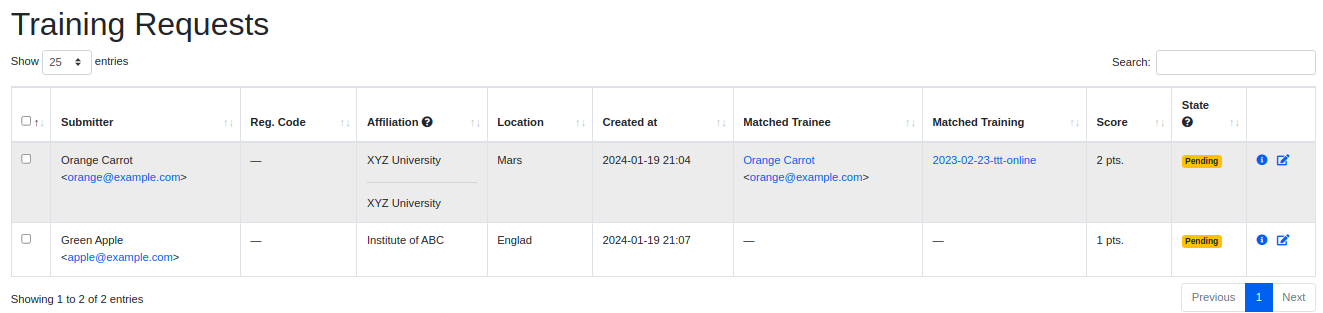 Training Requests
Show 25 entries
Search:
Submitter Reg. Code Affiliation Location Created at Matched Trainee Matched Training Score State
Orange Carrot — XYZ University Mars 2024-01-19 21:04 Orange Carrot 2023-02-23-ttt-online 2 pts. Pending
<orange@example.com> <orange@example.com>
XYZ University
Green Apple — Institute of ABC Englad 2024-01-19 21:07 — — 1 pts. Pending
<apple@example.com>
Showing 1 to 2 of 2 entries
Previous 1 Next